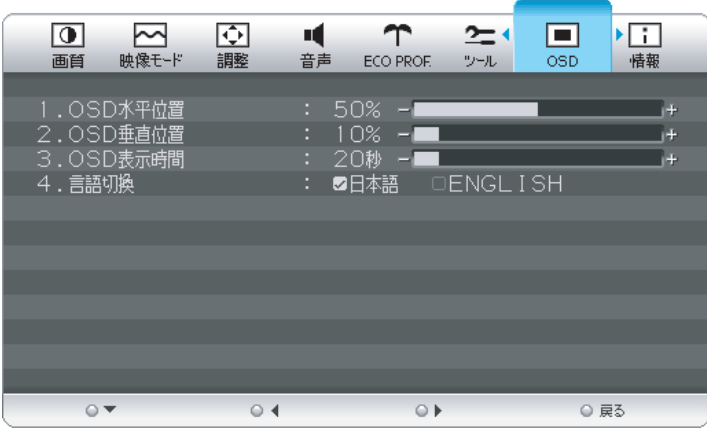 画質 映像モード 調整 音声 ECO PROF. ツール OSD 情報
1.OSD水平位置 : 50% - +
2.OSD垂直位置 : 10% - +
3.OSD表示時間 : 20秒 - +
4.言語切換 : 日本語 ENGLISH
戻る